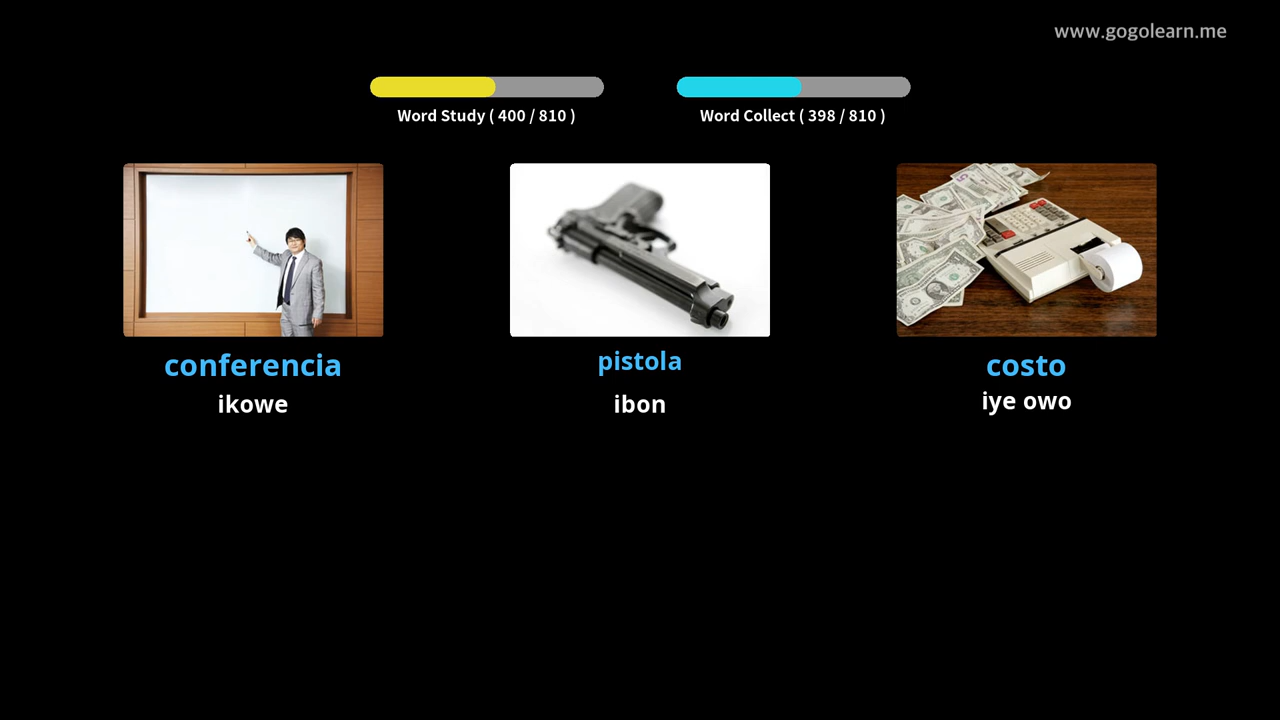 www.gogolearn.me
Word Study ( 400 / 810 )
Word Collect ( 398 / 810 )
conferencia
ikowe
pistola
ibon
costo
iye owo